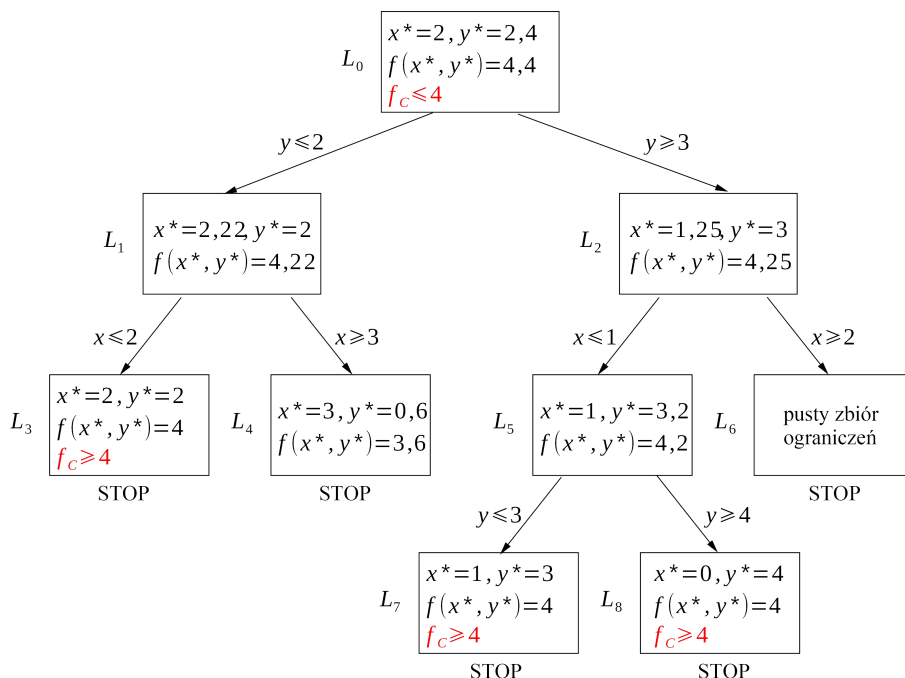 x*=2, y*=2,4
L₀
f(x*, y*)=4,4
f_C≤4
y≤2
y≥3
L₁
x*=2,22, y*=2
f(x*, y*)=4,22
L₂
x*=1,25, y*=3
f(x*, y*)=4,25
x≤2
x≥3
x≤1
x≥2
L₃
x*=2, y*=2
f(x*, y*)=4
f_C≥4
STOP
L₄
x*=3, y*=0,6
f(x*, y*)=3,6
STOP
L₅
x*=1, y*=3,2
f(x*, y*)=4,2
L₆
pusty zbiór
ograniczeń
STOP
y≤3
y≥4
L₇
x*=1, y*=3
f(x*, y*)=4
f_C≥4
STOP
L₈
x*=0, y*=4
f(x*, y*)=4
f_C≥4
STOP